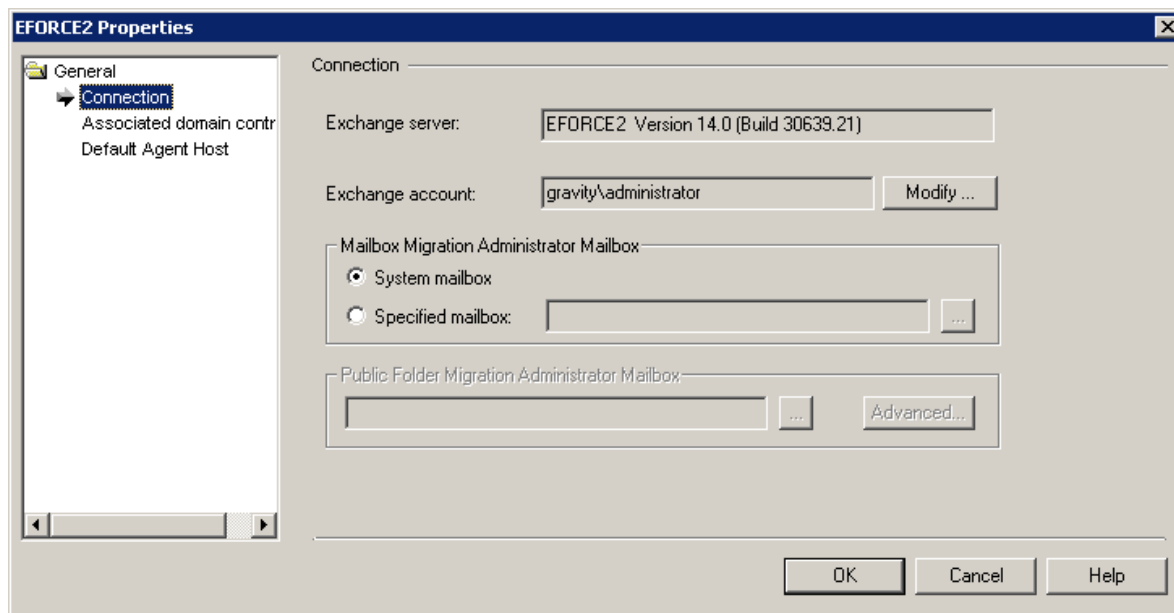 EFORCE2 Properties
General
Connection
Associated domain contr
Default Agent Host
Connection
Exchange server: EFORCE2 Version 14.0 (Build 30639.21)
Exchange account: gravity\administrator Modify ...
Mailbox Migration Administrator Mailbox
System mailbox
Specified mailbox: ...
Public Folder Migration Administrator Mailbox
... Advanced...
OK Cancel Help